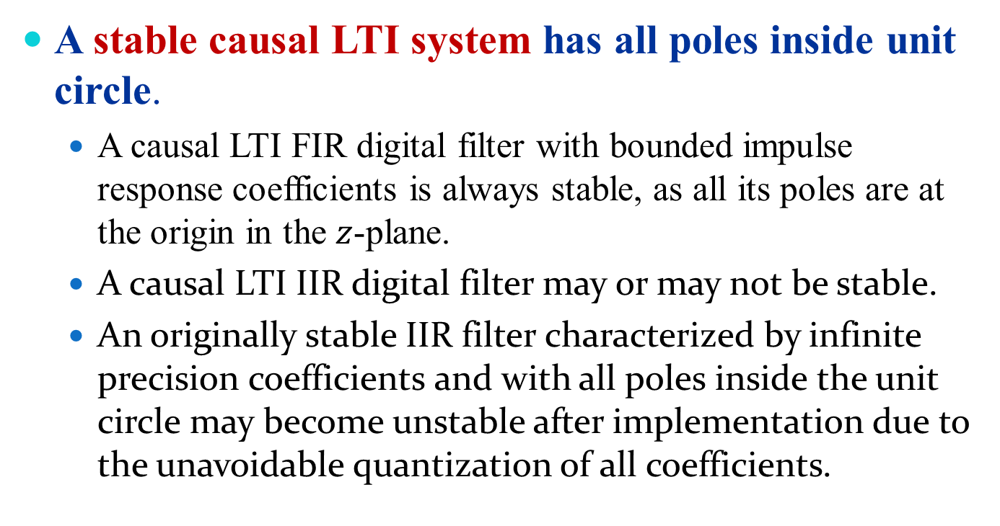 • A stable causal LTI system has all poles inside unit
circle.
• A causal LTI FIR digital filter with bounded impulse
response coefficients is always stable, as all its poles are at
the origin in the z-plane.
• A causal LTI IIR digital filter may or may not be stable.
• An originally stable IIR filter characterized by infinite
precision coefficients and with all poles inside the unit
circle may become unstable after implementation due to
the unavoidable quantization of all coefficients.